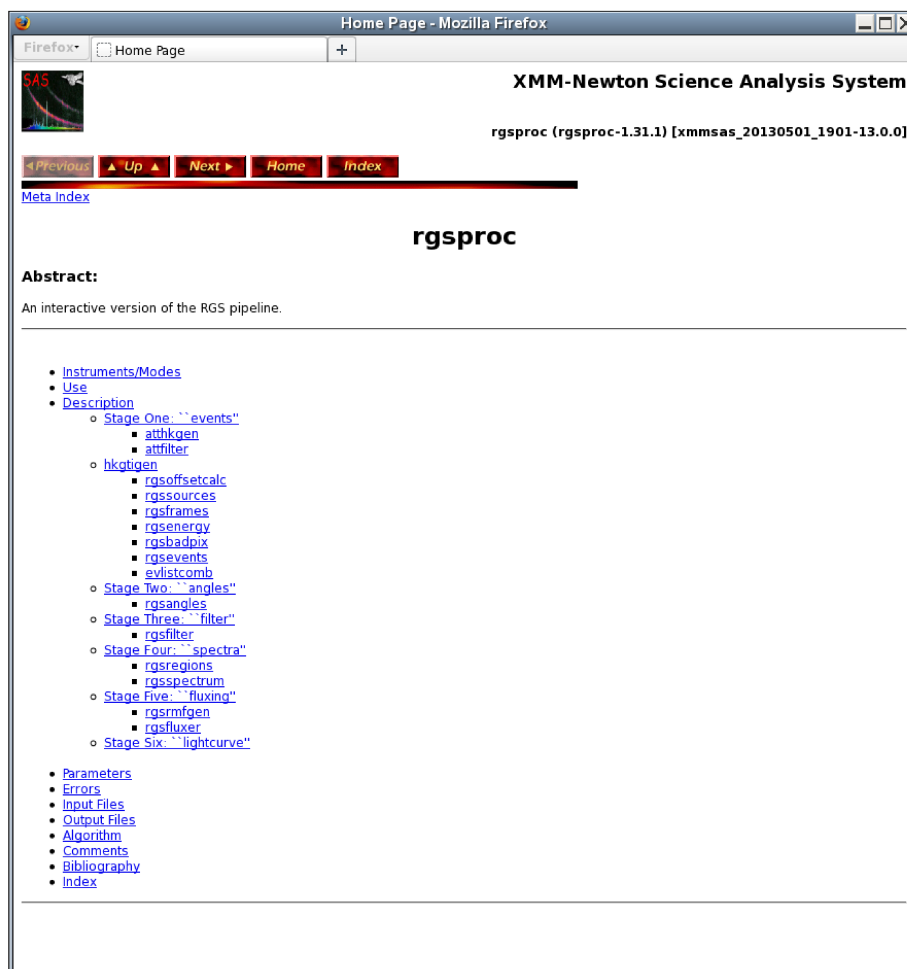 Home Page - Mozilla Firefox
Firefox
Home Page
+
SAS
XMM-Newton Science Analysis System
rgsproc (rgsproc-1.31.1) [xmmsas_20130501_1901-13.0.0]
Previous Up Next Home Index
Meta Index
rgsproc
Abstract:
An interactive version of the RGS pipeline.
Instruments/Modes
Use
Description
Stage One: ``events''
atthkgen
attfilter
hkgtigen
rgsoffsetcalc
rgssources
rgsframes
rgsenergy
rgsbadpix
rgsevents
evlistcomb
Stage Two: ``angles''
rgsangles
Stage Three: ``filter''
rgsfilter
Stage Four: ``spectra''
rgsregions
rgsspectrum
Stage Five: ``fluxing''
rgsrmfgen
rgsfluxer
Stage Six: ``lightcurve''
Parameters
Errors
Input Files
Output Files
Algorithm
Comments
Bibliography
Index